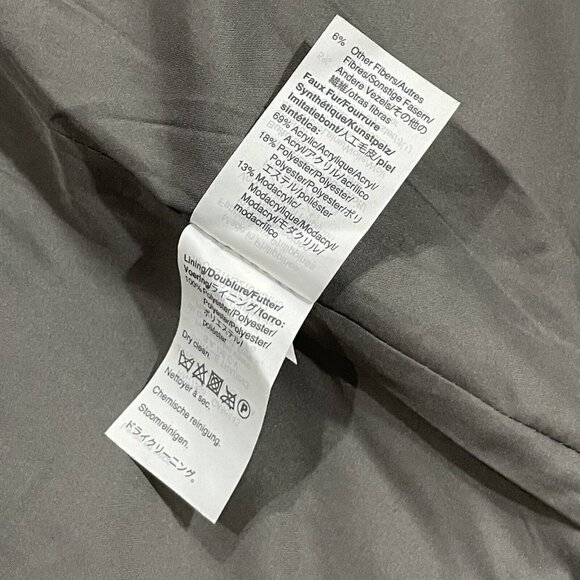 6% Other Fibers/Autres
Fibres/Sonstige Fasern/
Andere Vezels/その他の
繊維/otras fibras
Faux Fur/Fourrure
Synthétique/Kunstpelz/
Imitatiebont/人工毛皮/piel
sintética:
69% Acrylic/Acrylique/Acryl/
Acryl/アクリル/acrílico
18% Polyester/Polyester/
Polyester/Polyester/ポリ
エステル/poliéster
13% Modacrylic/
Modacrylique/Modacryl/
Modacryl/モダクリル/
modacrílico
Lining/Doublure/Futter/
Voering/ライニング/forro:
100% Polyester/Polyester/
Polyester/Polyester/
ポリエステル/
poliéster
Dry clean.
P
Nettoyer à sec.
Chemische reinigung.
Stoomreinigen.
ドライクリーニング。